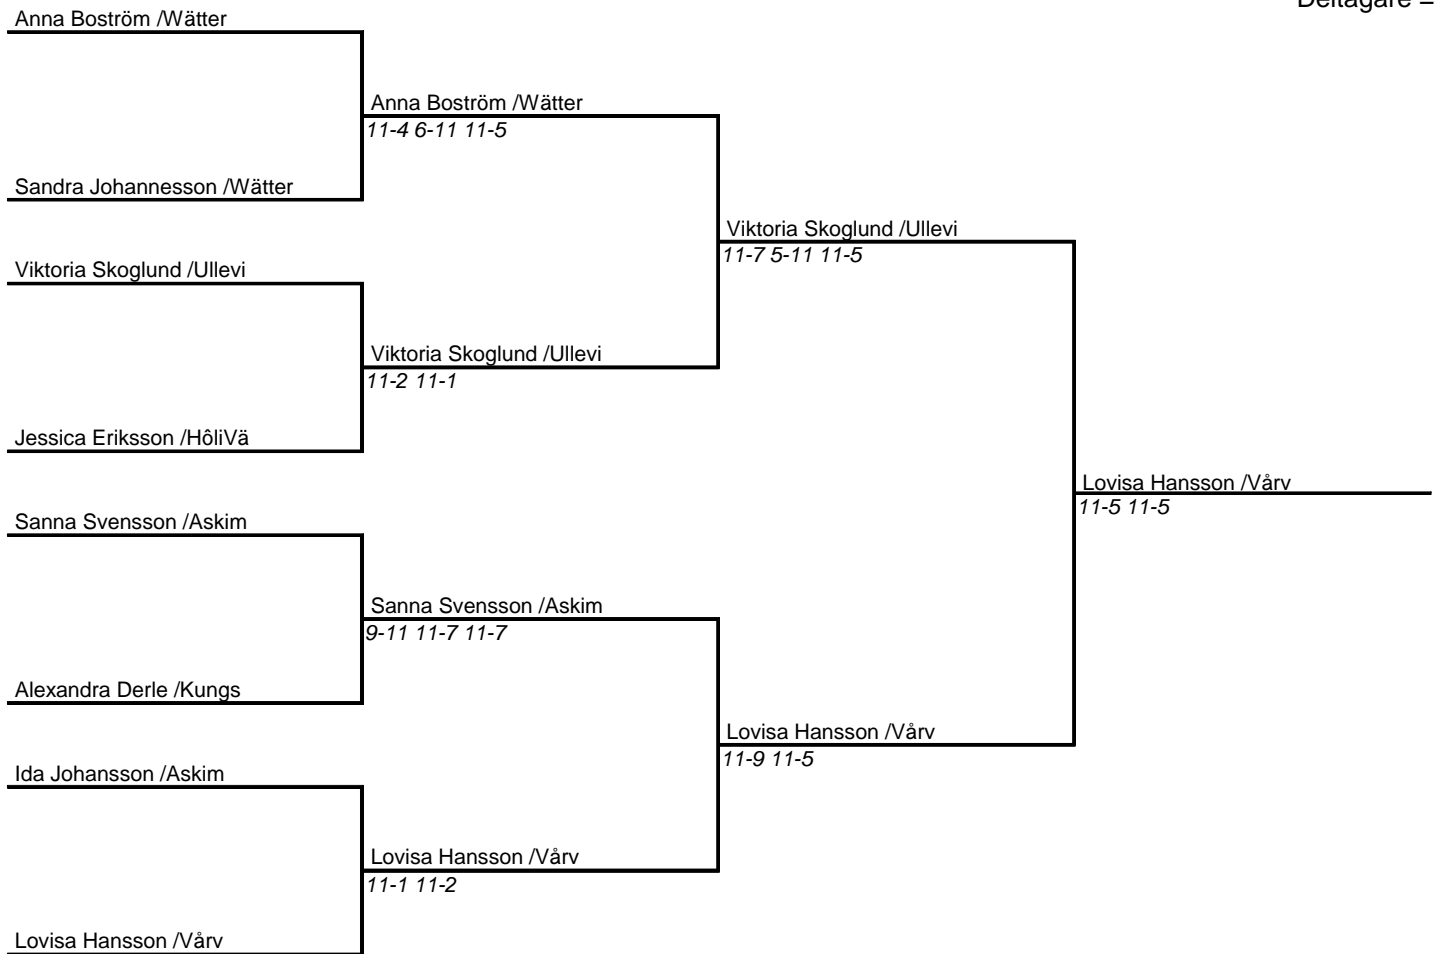 Deltagare =
Anna Boström /Wätter
Anna Boström /Wätter
11-4 6-11 11-5
Sandra Johannesson /Wätter
Viktoria Skoglund /Ullevi
11-7 5-11 11-5
Viktoria Skoglund /Ullevi
Viktoria Skoglund /Ullevi
11-2 11-1
Jessica Eriksson /HôliVä
Lovisa Hansson /Vårv
11-5 11-5
Sanna Svensson /Askim
Sanna Svensson /Askim
9-11 11-7 11-7
Alexandra Derle /Kungs
Lovisa Hansson /Vårv
11-9 11-5
Ida Johansson /Askim
Lovisa Hansson /Vårv
11-1 11-2
Lovisa Hansson /Vårv